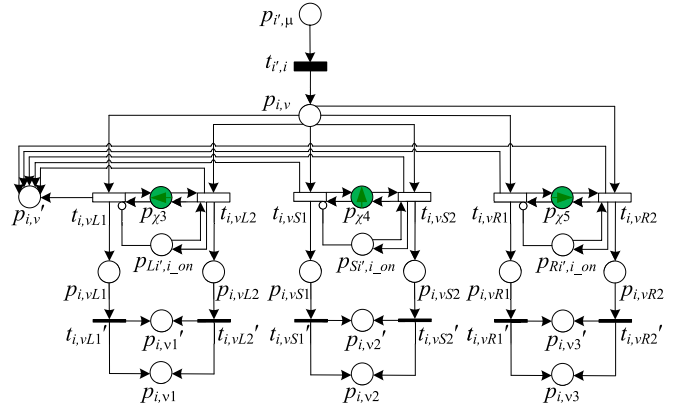 p_{i',μ}
t_{i',i}
p_{i,v}
p_{i,v}' t_{i,vL1} p_{χ3} t_{i,vL2} t_{i,vS1} p_{χ4} t_{i,vS2} t_{i,vR1} p_{χ5} t_{i,vR2}
p_{Li',i_on} p_{Si',i_on} p_{Ri',i_on}
p_{i,vL1} p_{i,vL2} p_{i,vS1} p_{i,vS2} p_{i,vR1} p_{i,vR2}
t_{i,vL1}' p_{i,v1}' t_{i,vL2}' t_{i,vS1}' p_{i,v2}' t_{i,vS2}' t_{i,vR1}' p_{i,v3}' t_{i,vR2}'
p_{i,v1} p_{i,v2} p_{i,v3}